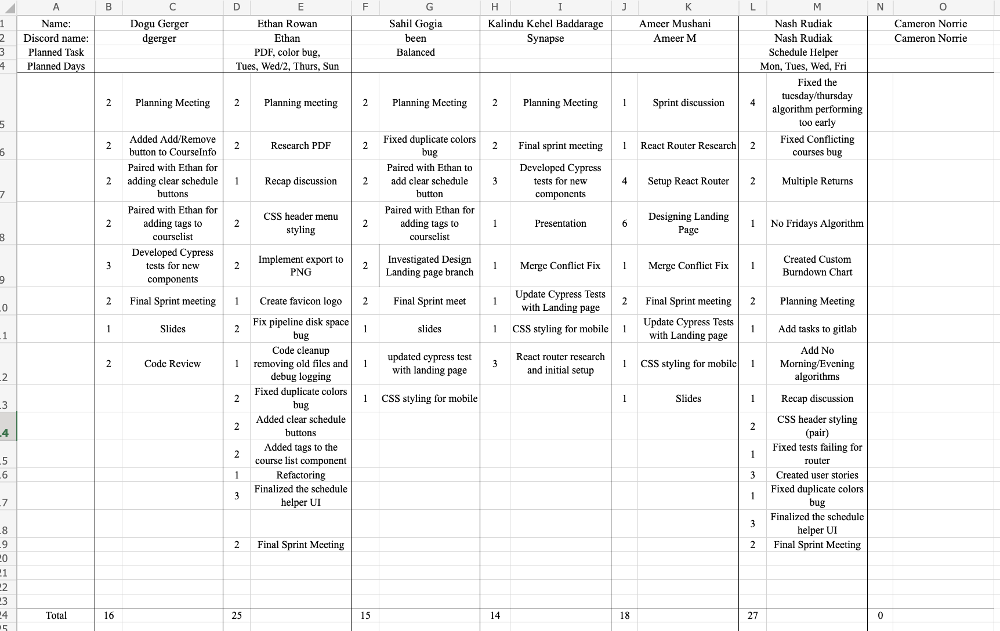 A B C D E F G H I J K L M N O
1 Name: Dogu Gerger Ethan Rowan Sahil Gogia Kalindu Kehel Baddarage Ameer Mushani Nash Rudiak Cameron Norrie
2 Discord name: dgerger Ethan been Synapse Ameer M Nash Rudiak Cameron Norrie
3 Planned Task PDF, color bug, Balanced Schedule Helper
4 Planned Days Tues, Wed/2, Thurs, Sun Mon, Tues, Wed, Fri
Fixed the
tuesday/thursday
2 Planning Meeting 2 Planning meeting 2 Planning Meeting 2 Planning Meeting 1 Sprint discussion 4
algorithm performing
5 too early
Added Add/Remove Fixed duplicate colors Fixed Conflicting
2 2 Research PDF 2 2 Final sprint meeting 1 React Router Research 2
6 button to CourseInfo bug courses bug
Paired with Ethan for Paired with Ethan to Developed Cypress
2 adding clear schedule 1 Recap discussion 2 add clear schedule 3 tests for new 4 Setup React Router 2 Multiple Returns
7 buttons button components
Paired with Ethan for CSS header menu Paired with Ethan for Designing Landing
2 adding tags to 2 styling 2 adding tags to 1 Presentation 6 Page 1 No Fridays Algorithm
8 courselist courselist
Developed Cypress Implement export to Investigated Design Created Custom
3 tests for new 2 PNG 2 Landing page branch 1 Merge Conflict Fix 1 Merge Conflict Fix 1 Burndown Chart
9 components
Update Cypress Tests
2 Final Sprint meeting 1 Create favicon logo 2 Final Sprint meet 1 2 Final Sprint meeting 2 Planning Meeting
.0 with Landing page
Fix pipeline disk space Update Cypress Tests
1 Slides 2 1 slides 1 CSS styling for mobile 1 1 Add tasks to gitlab
.1 bug with Landing page
Code cleanup updated cypress test React router research Add No
2 Code Review 1 removing old files and 1 with landing page 3 and initial setup 1 CSS styling for mobile 1 Morning/Evening
.2 debug logging algorithms
Fixed duplicate colors
2 1 CSS styling for mobile 1 Slides 1 Recap discussion
.3 bug
Added clear schedule CSS header styling
2 2
.4 buttons (pair)
Added tags to the Fixed tests failing for
2 1
.5 course list component router
.6 1 Refactoring 3 Created user stories
Finalized the schedule Fixed duplicate colors
3 1
.7 helper UI bug
Finalized the schedule
3
.8 helper UI
.9 2 Final Sprint Meeting 2 Final Sprint Meeting
20
21
22
23
24 Total 16 25 15 14 18 27 0
25